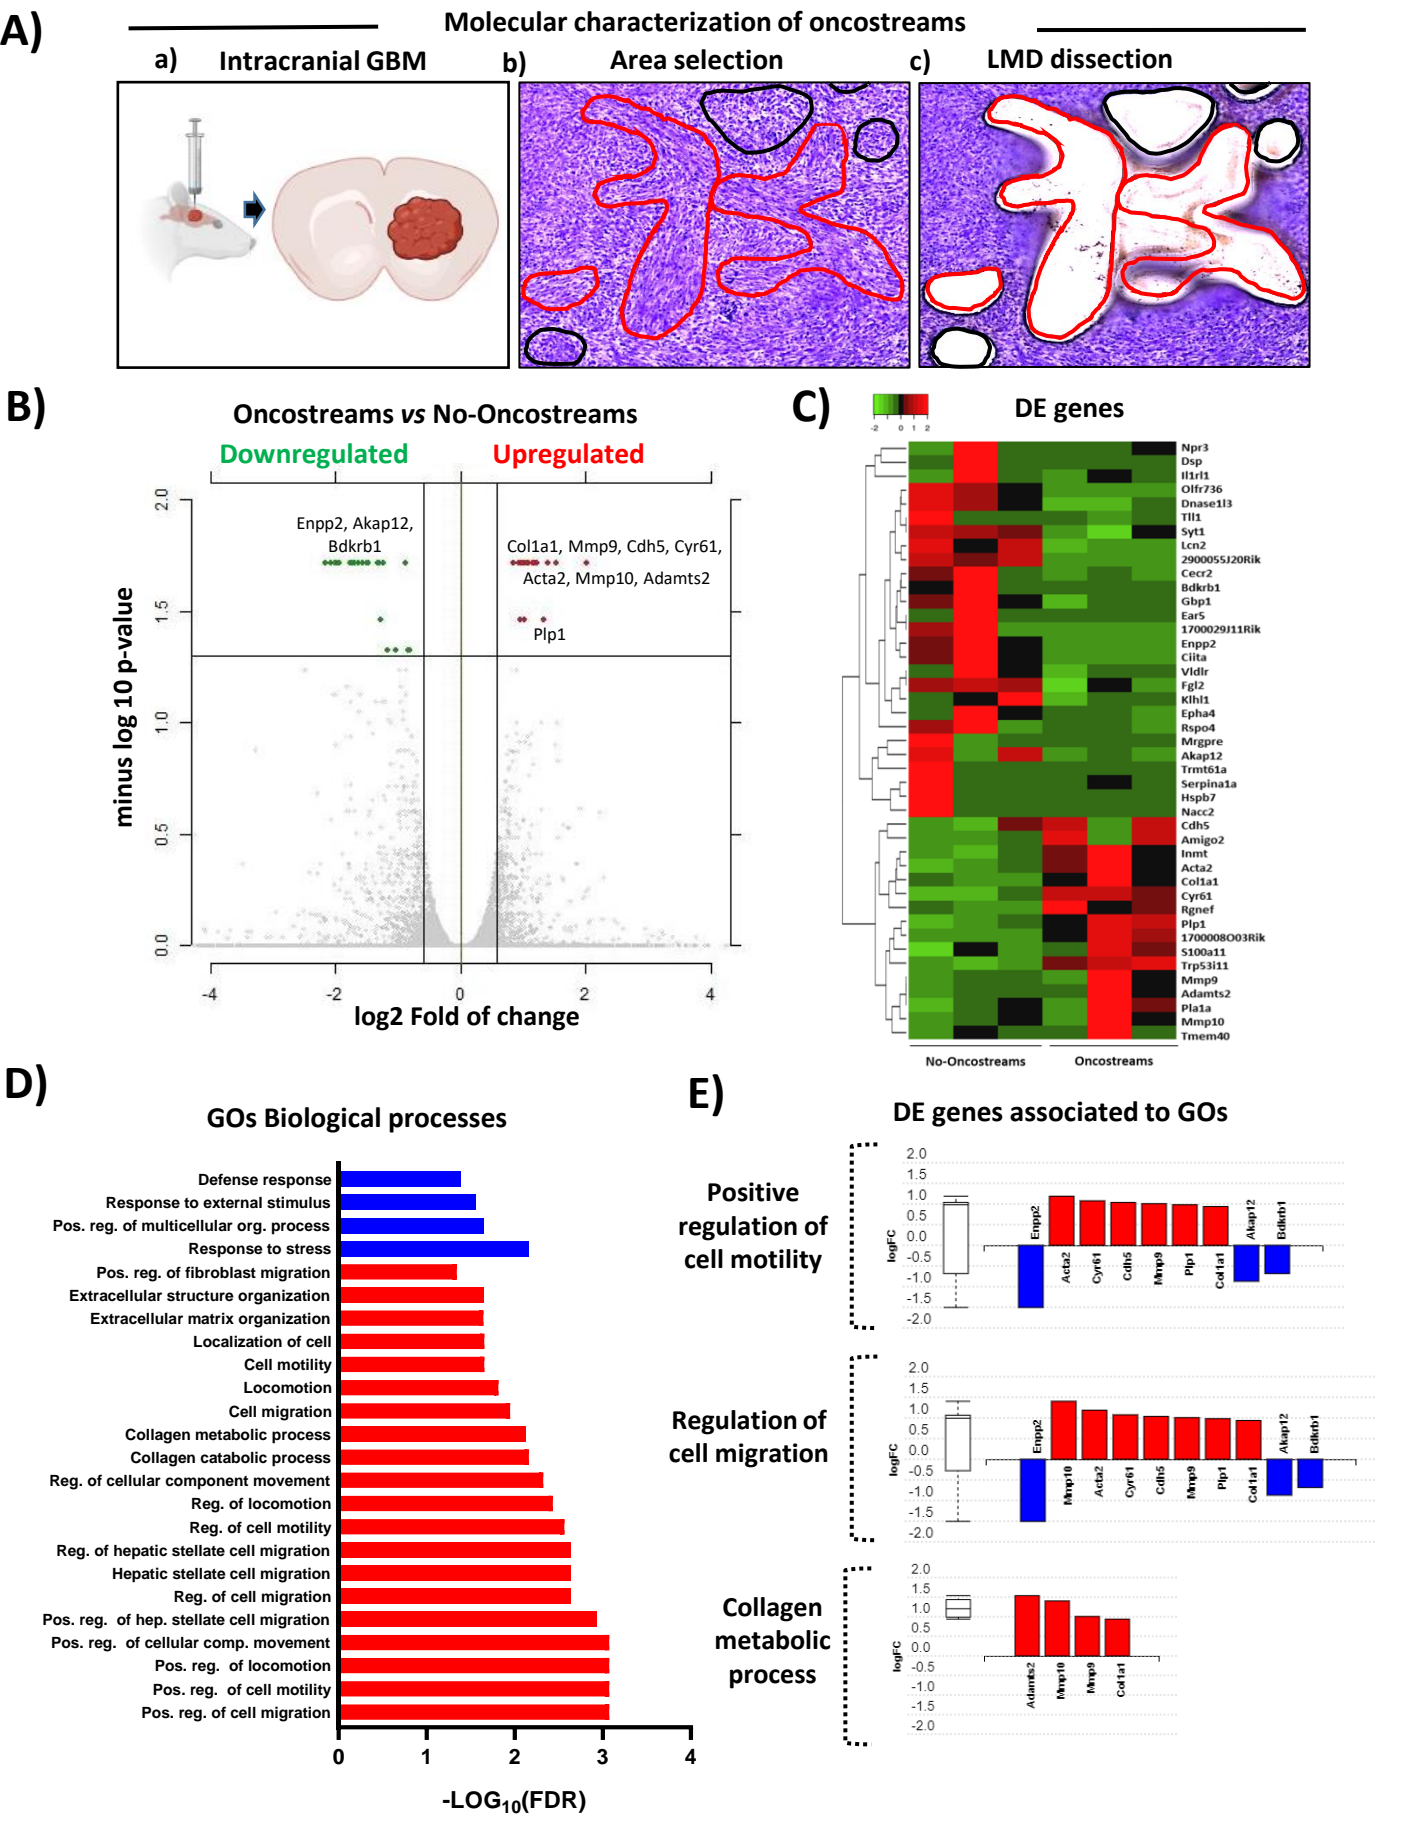 A)
Molecular characterization of oncostreams
a)
Intracranial GBM
b)
Area selection
c)
LMD dissection
B)
Oncostreams vs No-Oncostreams
Downregulated
Upregulated
Enpp2, Akap12,
Bdkrb1
Col1a1, Mmp9, Cdh5, Cyr61,
Acta2, Mmp10, Adamts2
Plp1
minus log 10 p-value
2.0
1.5
1.0
0.5
0.0
-4
-2
0
2
4
log2 Fold of change
C)
DE genes
-2 0 1 2
Npr3
Dsp
Il1rl1
Olfr736
Dnase1l3
Tll1
Syt1
Lcn2
2900055J20Rik
Cecr2
Bdkrb1
Gbp1
Ear5
1700029J11Rik
Enpp2
Ciita
Vldlr
Fgl2
Klhl1
Epha4
Rspo4
Mrgpre
Akap12
Trmt61a
Serpina1a
Hspb7
Nacc2
Cdh5
Amigo2
Inmt
Acta2
Col1a1
Cyr61
Rgnef
Plp1
1700008O03Rik
S100a11
Trp53i11
Mmp9
Adamts2
Pla1a
Mmp10
Tmem40
No-Oncostreams
Oncostreams
D)
GOs Biological processes
Defense response
Response to external stimulus
Pos. reg. of multicellular org. process
Response to stress
Pos. reg. of fibroblast migration
Extracellular structure organization
Extracellular matrix organization
Localization of cell
Cell motility
Locomotion
Cell migration
Collagen metabolic process
Collagen catabolic process
Reg. of cellular component movement
Reg. of locomotion
Reg. of cell motility
Reg. of hepatic stellate cell migration
Hepatic stellate cell migration
Reg. of cell migration
Pos. reg. of hep. stellate cell migration
Pos. reg. of cellular comp. movement
Pos. reg. of locomotion
Pos. reg. of cell motility
Pos. reg. of cell migration
0
1
2
3
4
-LOG10(FDR)
E)
DE genes associated to GOs
Positive
regulation of
cell motility
logFC
2.0
1.0
0.5
0.0
-0.5
-1.0
-1.5
-2.0
Enpp2
Acta2
Cyr61
Cdh5
Mmp9
Plp1
Col1a1
Akap12
Bdkrb1
Regulation of
cell migration
logFC
2.0
1.5
1.0
0.5
0.0
-0.5
-1.0
-1.5
-2.0
Enpp2
Mmp10
Acta2
Cyr61
Cdh5
Mmp9
Plp1
Col1a1
Akap12
Bdkrb1
Collagen
metabolic
process
logFC
2.0
1.5
1.0
0.5
0.0
-0.5
-1.0
-1.5
-2.0
Adamts2
Mmp10
Mmp9
Col1a1